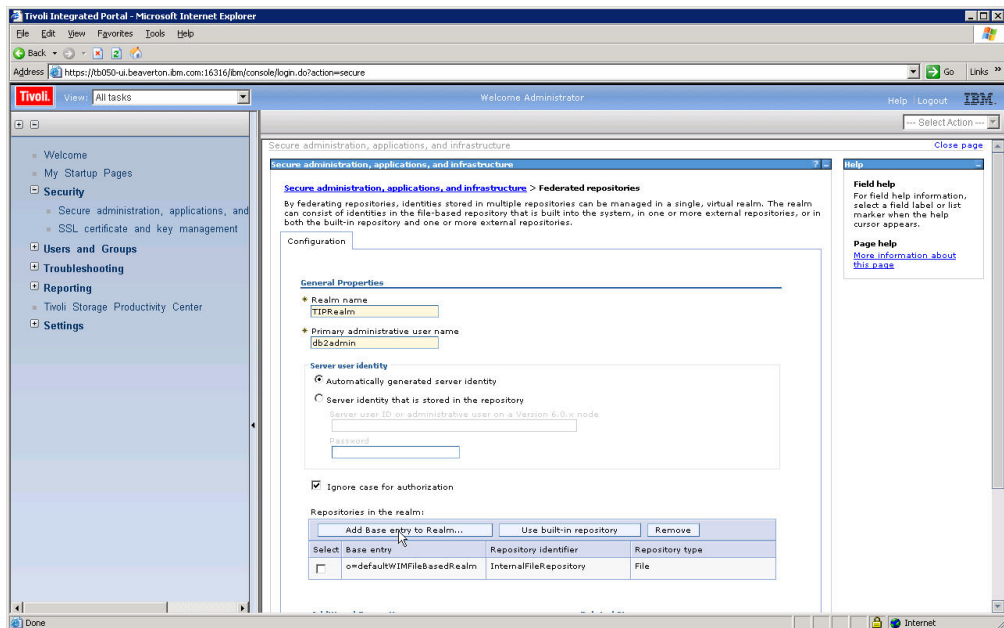 Tivoli Integrated Portal - Microsoft Internet Explorer
File Edit View Favorites Tools Help
Back
Address https://tb050-ui.beaverton.ibm.com:16316/ibm/console/login.do?action=secure Go Links »
Tivoli. View: All tasks Welcome Administrator Help Logout IBM.
--- Select Action ---
Secure administration, applications, and infrastructure Close page
Welcome
My Startup Pages
Security
Secure administration, applications, and
SSL certificate and key management
Users and Groups
Troubleshooting
Reporting
Tivoli Storage Productivity Center
Settings
Secure administration, applications, and infrastructure ? -
Secure administration, applications, and infrastructure > Federated repositories
By federating repositories, identities stored in multiple repositories can be managed in a single, virtual realm. The realm
can consist of identities in the file-based repository that is built into the system, in one or more external repositories, or in
both the built-in repository and one or more external repositories.
Configuration
General Properties
* Realm name
TIPRealm
* Primary administrative user name
db2admin
Server user identity
Automatically generated server identity
Server identity that is stored in the repository
Server user ID or administrative user on a Version 6.0.x node
Password
Ignore case for authorization
Repositories in the realm:
Add Base entry to Realm... Use built-in repository Remove
Select Base entry Repository identifier Repository type
o=defaultWIMFileBasedRealm InternalFileRepository File
Help -
Field help
For field help information,
select a field label or list
marker when the help
cursor appears.
Page help
More information about
this page
Done Internet